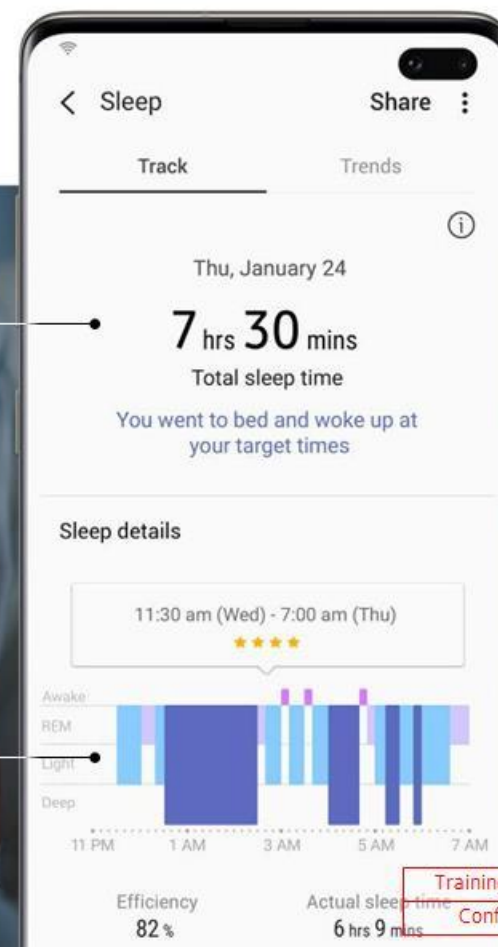 Sleep
Share
Track
Trends
Thu, January 24
7 hrs 30 mins
Total sleep time
You went to bed and woke up at
your target times
Sleep details
11:30 am (Wed) - 7:00 am (Thu)
Awake
REM
Light
Deep
11 PM 1 AM 3 AM 5 AM 7 AM
Efficiency
82 %
Actual sleep time
6 hrs 9 mins
Training
Conf